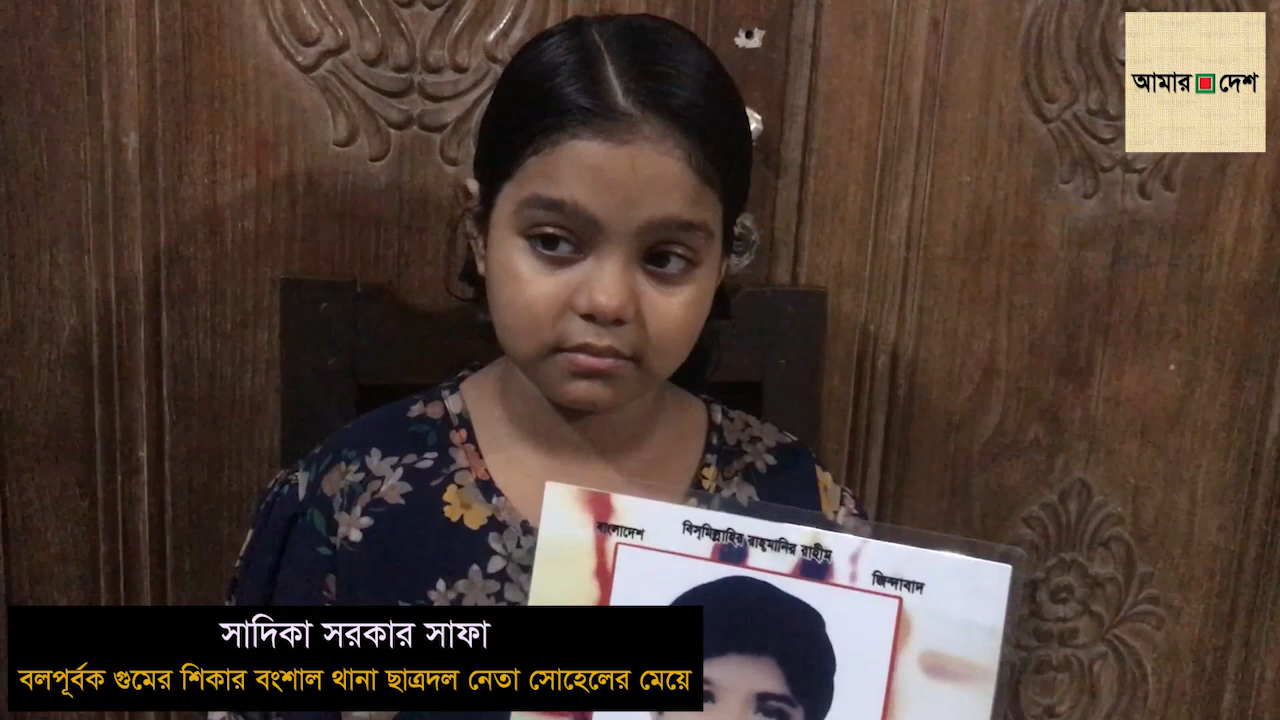 আমার দেশ
বাংলাদেশ
বিস্‌মিল্লাহির রাহ্‌মানির রাহীম
জিন্দাবাদ
সাদিকা সরকার সাফা
বলপূর্বক গুমের শিকার বংশাল থানা ছাত্রদল নেতা সোহেলের মেয়ে